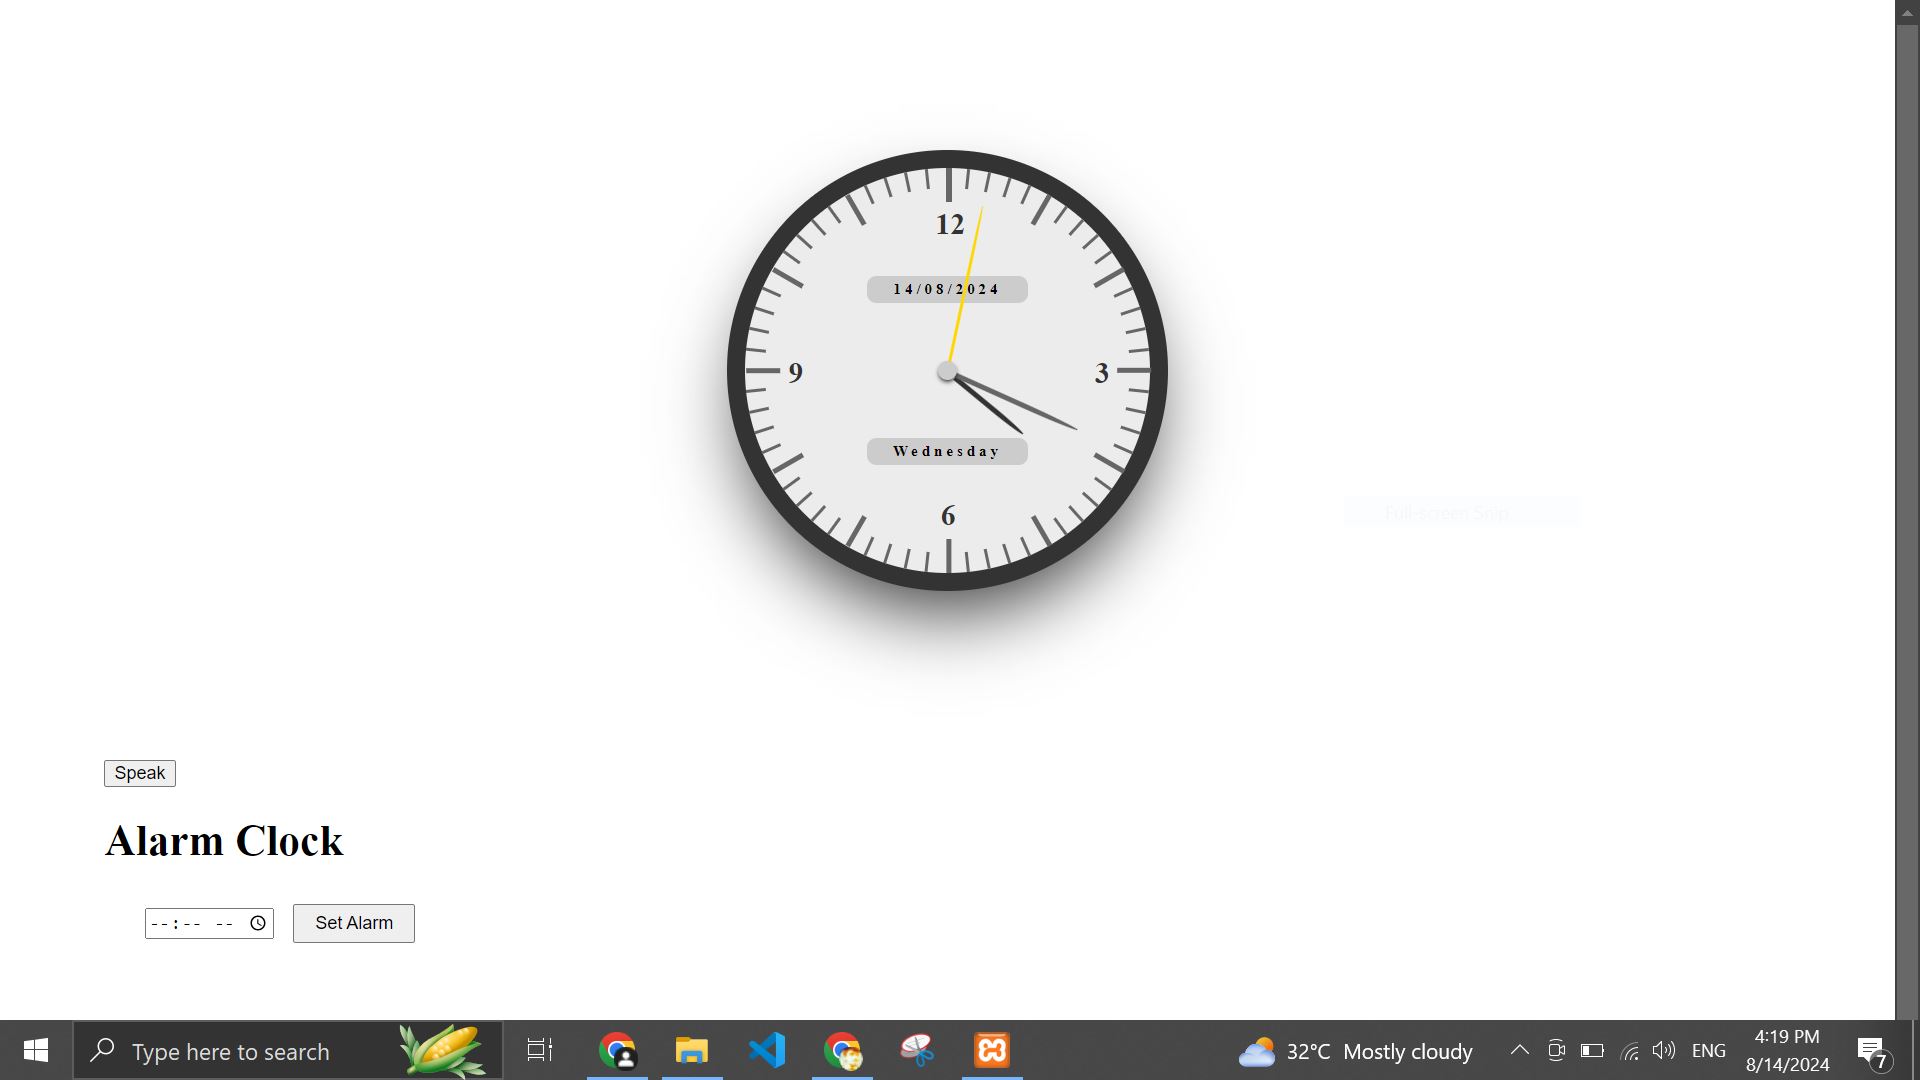 12
14/08/2024
9
3
Wednesday
6
Full-screen Snip
Speak
Alarm Clock
--:-- --
Set Alarm
Type here to search
32°C Mostly cloudy
ENG
4:19 PM
8/14/2024
7